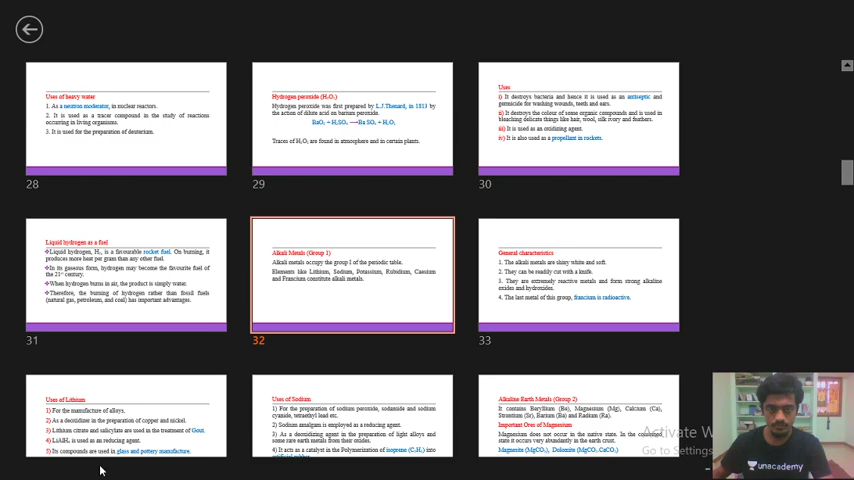 Uses of heavy water
1. As a neutron moderator, in nuclear reactors.
2. It is used as a tracer compound in the study of reactions
occurring in living organisms.
3. It is used for the preparation of deuterium.
28
Hydrogen peroxide (H₂O₂)
Hydrogen peroxide was first prepared by L.J.Thenard, in 1813 by
the action of dilute acid on barium peroxide.
BaO₂ + H₂SO₄ ⟶ Ba SO₄ + H₂O₂
Traces of H₂O₂ are found in atmosphere and in certain plants.
29
Uses
i) It destroys bacteria and hence it is used as an antiseptic and
germicide for washing wounds, teeth and ears.
ii) It destroys the colour of some organic compounds and is used in
bleaching delicate things like hair, wool, silk ivory and feathers.
iii) It is used as an oxidizing agent.
iv) It is also used as a propellant in rockets.
30
Liquid hydrogen as a fuel
❖Liquid hydrogen, H₂, is a favourable rocket fuel. On burning, it
produces more heat per gram than any other fuel.
❖In its gaseous form, hydrogen may become the favourite fuel of
the 21st century.
❖When hydrogen burns in air, the product is simply water.
❖Therefore, the burning of hydrogen rather than fossil fuels
(natural gas, petroleum, and coal) has important advantages.
31
Alkali Metals (Group 1)
Alkali metals occupy the group I of the periodic table.
Elements like Lithium, Sodium, Potassium, Rubidium, Caesium
and Francium constitute alkali metals.
32
General characteristics
1. The alkali metals are shiny white and soft.
2. They can be readily cut with a knife.
3. They are extremely reactive metals and form strong alkaline
oxides and hydroxides.
4. The last metal of this group, francium is radioactive.
33
Uses of Lithium
1) For the manufacture of alloys.
2) As a deoxidizer in the preparation of copper and nickel.
3) Lithium citrate and salicylate are used in the treatment of Gout.
4) LiAlH₄ is used as an reducing agent.
5) Its compounds are used in glass and pottery manufacture.
Uses of Sodium
1) For the preparation of sodium peroxide, sodamide and sodium
cyanide, tetraethyl lead etc.
2) Sodium amalgam is employed as a reducing agent.
3) As a deoxidizing agent in the preparation of light alloys and
some rare earth metals from their oxides.
4) It acts as a catalyst in the Polymerization of isoprene (C₅H₈) into
artificial rubber.
Alkaline Earth Metals (Group 2)
It contains Beryllium (Be), Magnesium (Mg), Calcium (Ca),
Strontium (Sr), Barium (Ba) and Radium (Ra).
Important Ores of Magnesium
Magnesium does not occur in the native state. In the combined
state it occurs very abundantly in the earth crust.
Magnesite (MgCO₃), Dolomite (MgCO₃.CaCO₃)
Activate W
Go to Settings
unacademy